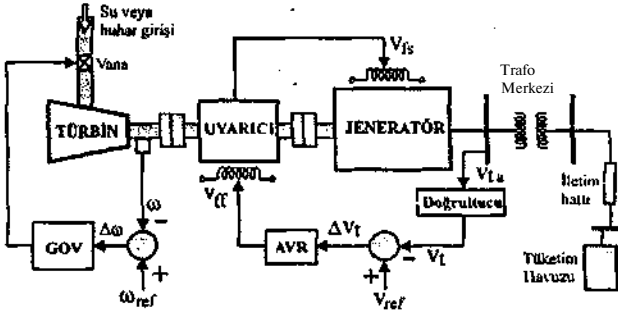 Su veya
buhar girişi
Vana
TÜRBİN
UYARICI
JENERATÖR
V_fs
Trafo
Merkezi
V_ta
İletim
hattı
Doğrultucu
ω
V_ff
GOV
Δω
−
+
ω_ref
AVR
ΔV_t
−
+
V_t
V_ref
Tüketim
Havuzu